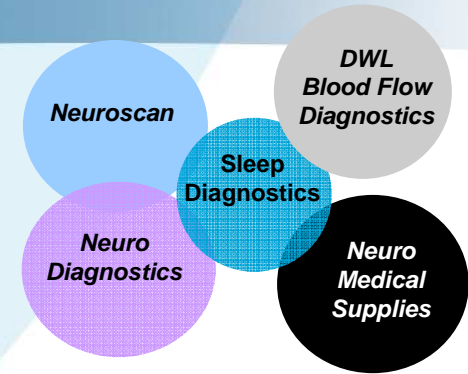 Neuroscan
DWL
Blood Flow
Diagnostics
Sleep
Diagnostics
Neuro
Diagnostics
Neuro
Medical
Supplies